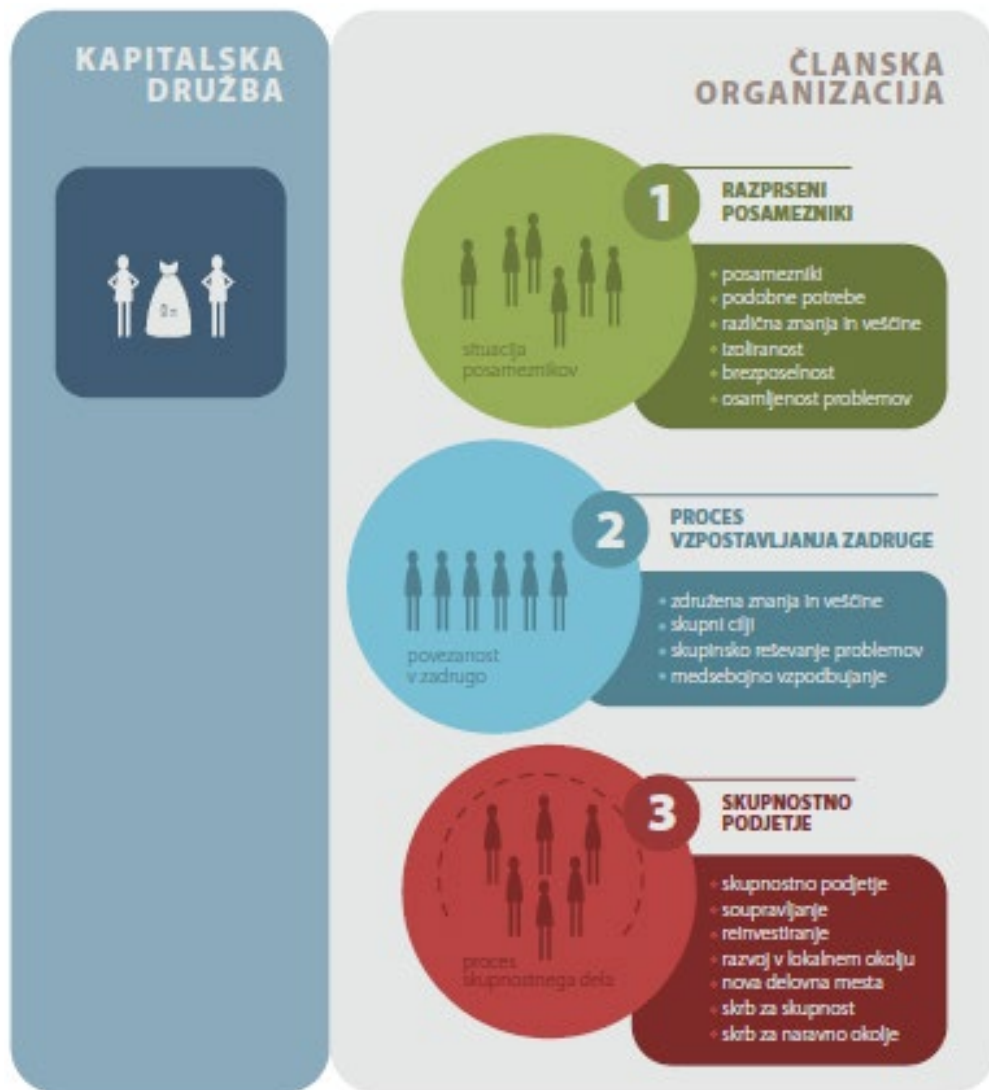 KAPITALSKA
DRUŽBA
ČLANSKA
ORGANIZACIJA
1
RAZPRŠENI
POSAMEZNIKI
• posamezniki
• podobne potrebe
• različna znanja in veščine
• izoliranost
• brezposelnost
• osamljenost problemov
situacija
posameznikov
2
PROCES
VZPOSTAVLJANJA ZADRUGE
• združena znanja in veščine
• skupni cilji
• skupinsko reševanje problemov
• medsebojno vzpodbujanje
povezanost
v zadrugo
3
SKUPNOSTNO
PODJETJE
• skupnostno podjetje
• soupravljanje
• reinvestiranje
• razvoj v lokalnem okolju
• nova delovna mesta
• skrb za skupnost
• skrb za naravno okolje
proces
skupnostnega dela